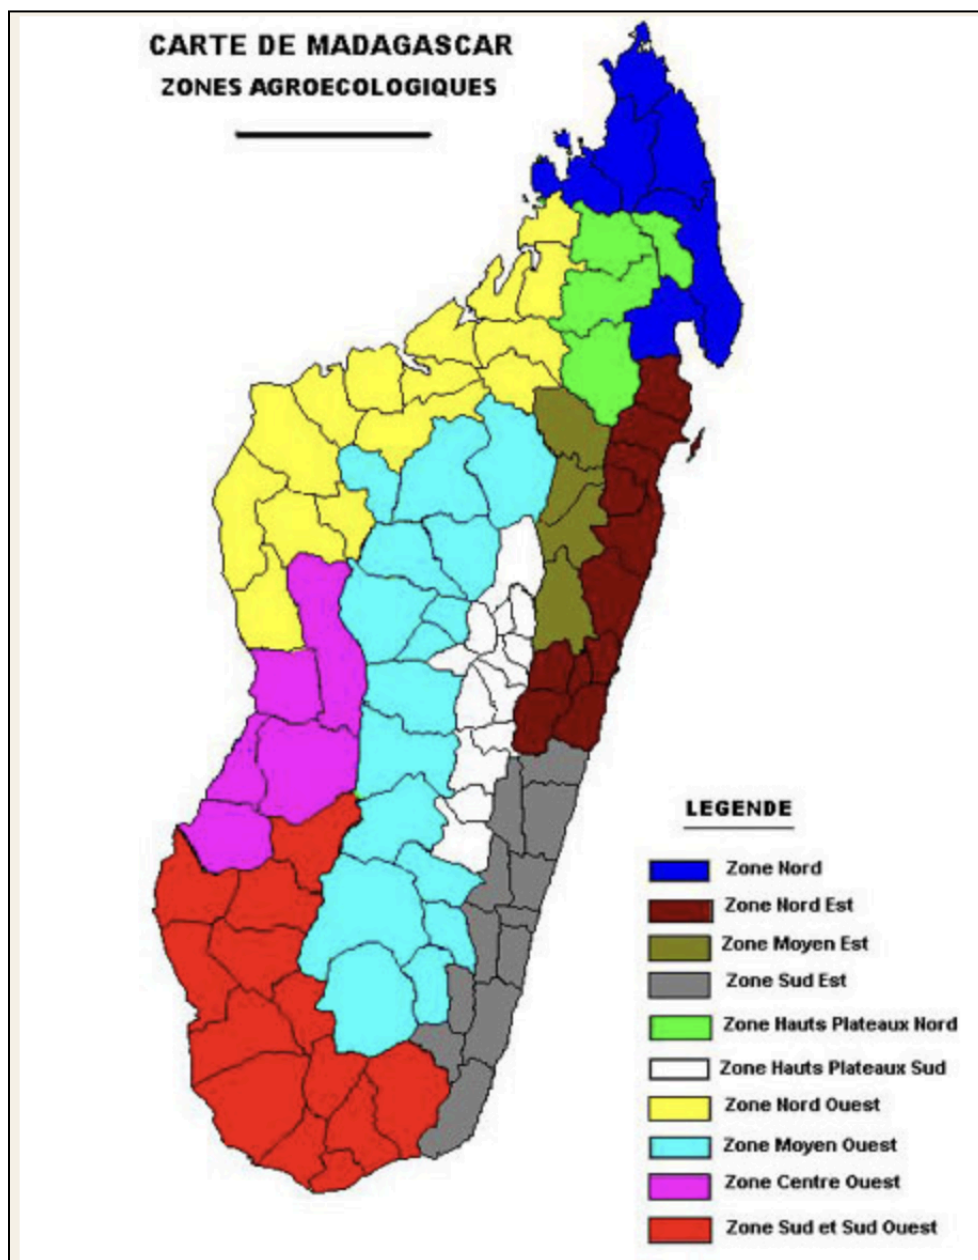 CARTE DE MADAGASCAR
ZONES AGROECOLOGIQUES
LEGENDE
Zone Nord
Zone Nord Est
Zone Moyen Est
Zone Sud Est
Zone Hauts Plateaux Nord
Zone Hauts Plateaux Sud
Zone Nord Ouest
Zone Moyen Ouest
Zone Centre Ouest
Zone Sud et Sud Ouest